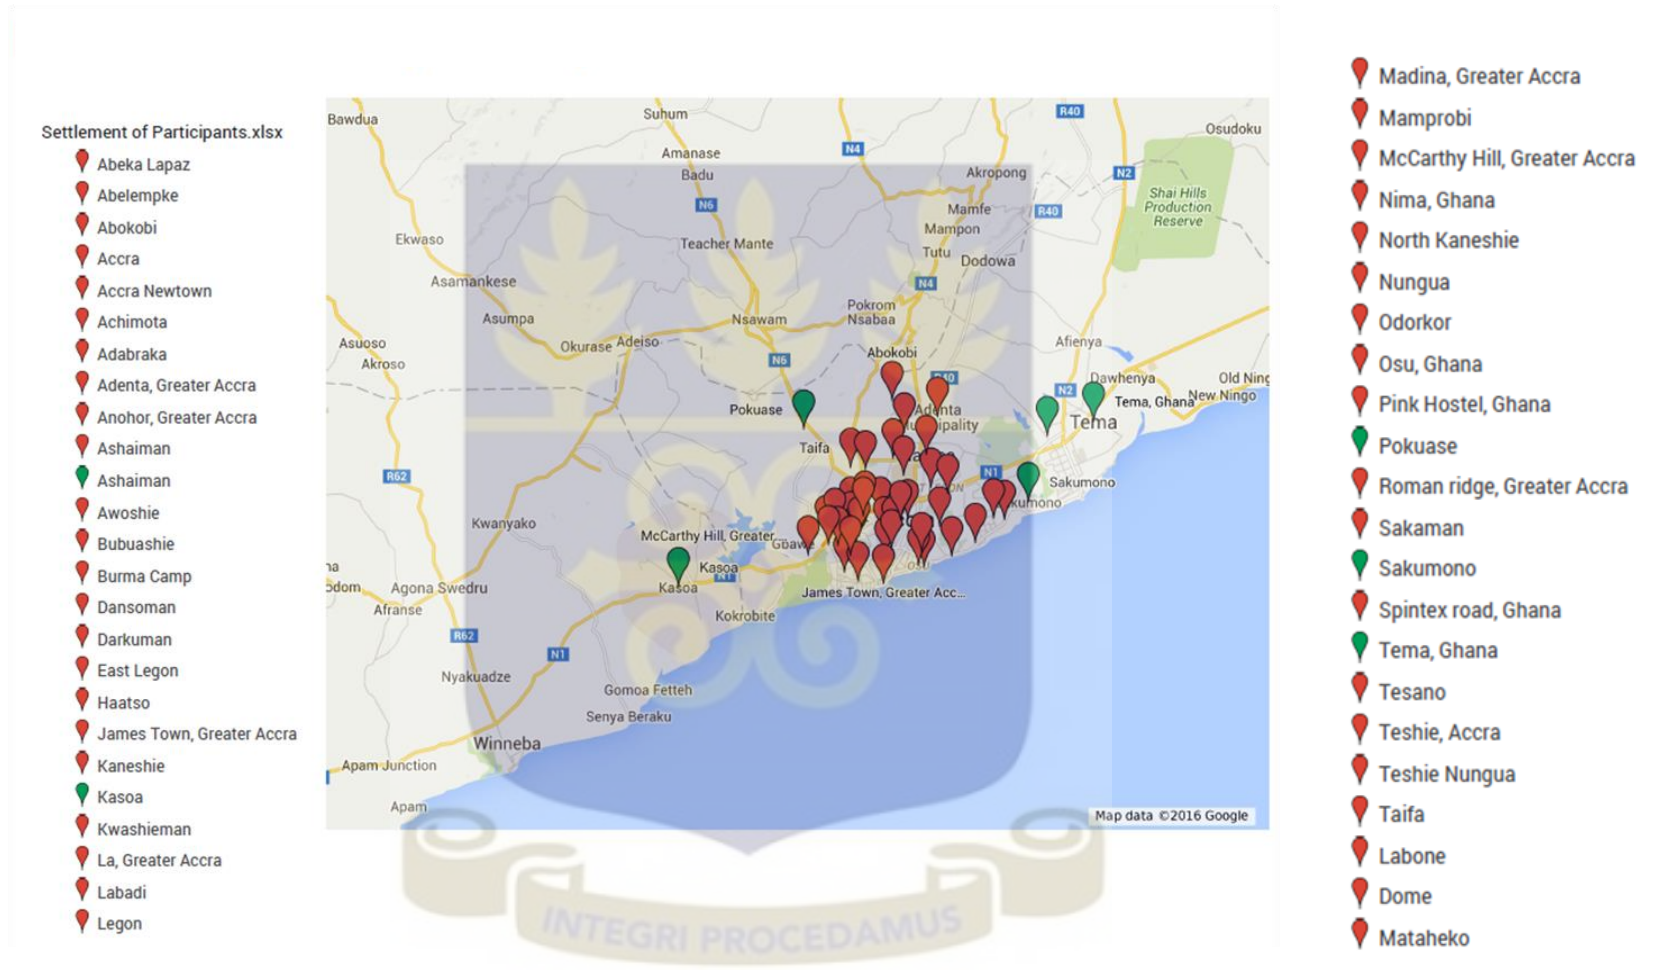 Settlement of Participants.xlsx
Abeka Lapaz
Abelempke
Abokobi
Accra
Accra Newtown
Achimota
Adabraka
Adenta, Greater Accra
Anohor, Greater Accra
Ashaiman
Ashaiman
Awoshie
Bubuashie
Burma Camp
Dansoman
Darkuman
East Legon
Haatso
James Town, Greater Accra
Kaneshie
Kasoa
Kwashieman
La, Greater Accra
Labadi
Legon
Bawdua
Suhum
R40
Osudoku
N4
Amanase
Badu
Akropong
N2
Shai Hills
Production
Reserve
N6
Mamfe
R40
Mampon
Ekwaso
Teacher Mante
Tutu
Dodowa
Asamankese
N4
Pokrom
Nsabaa
Asumpa
Nsawam
Asuoso
Okurase
Adeiso
Afienya
Akroso
N6
Abokobi
R40
Dawhenya
Old Ning
N2
New Ningo
Tema, Ghana
Pokuase
Adenta
Municipality
Tema
Taifa
R62
N1
Sakumono
Kwanyako
McCarthy Hill, Greater...
Gbawe
Kasoa
N1
Kasoa
Agona Swedru
odom
Afranse
James Town, Greater Acc...
Kokrobite
R62
N1
Nyakuadze
Gomoa Fetteh
Senya Beraku
Winneba
Apam Junction
Apam
Map data ©2016 Google
INTEGRI PROCEDAMUS
Madina, Greater Accra
Mamprobi
McCarthy Hill, Greater Accra
Nima, Ghana
North Kaneshie
Nungua
Odorkor
Osu, Ghana
Pink Hostel, Ghana
Pokuase
Roman ridge, Greater Accra
Sakaman
Sakumono
Spintex road, Ghana
Tema, Ghana
Tesano
Teshie, Accra
Teshie Nungua
Taifa
Labone
Dome
Mataheko